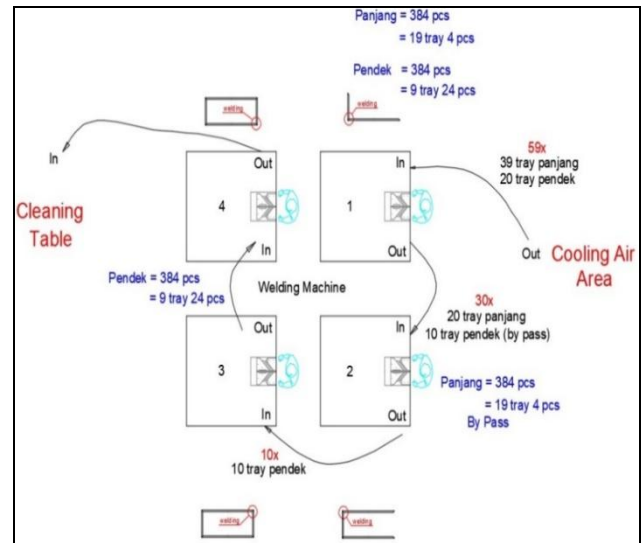 Panjang = 384 pcs
= 19 tray 4 pcs
Pendek = 384 pcs
= 9 tray 24 pcs
welding
welding
In
Cleaning
Table
Out
4
In
In
1
Out
59x
39 tray panjang
20 tray pendek
Out
Cooling Air
Area
Pendek = 384 pcs
= 9 tray 24 pcs
Welding Machine
30x
20 tray panjang
10 tray pendek (by pass)
Out
3
In
In
2
Out
Panjang = 384 pcs
= 19 tray 4 pcs
By Pass
10x
10 tray pendek
welding
welding